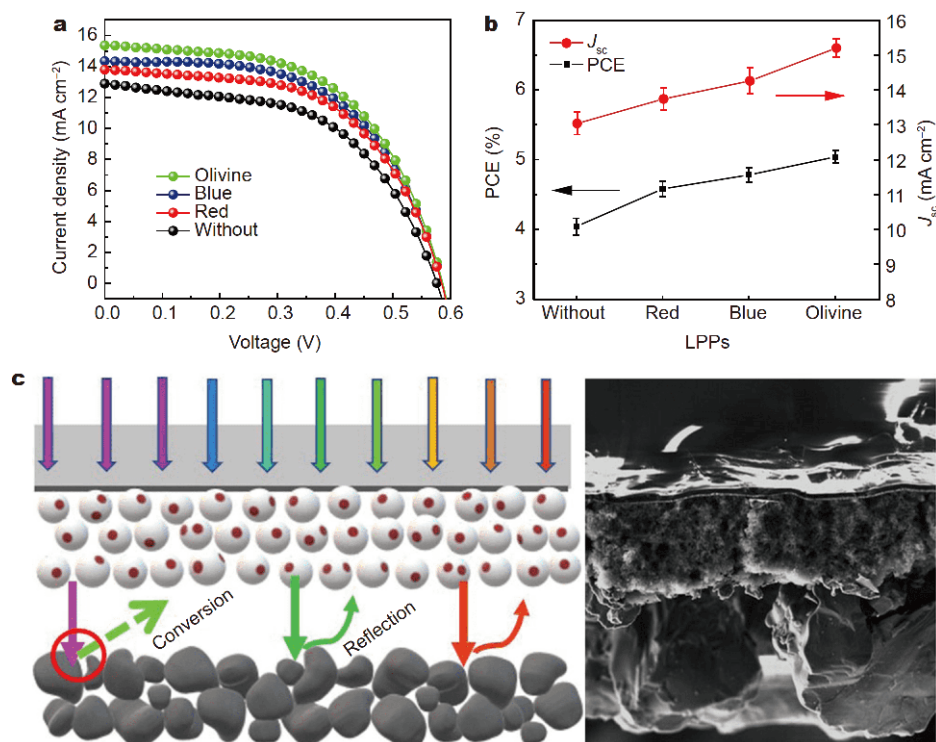 a
16
14
12
10
8
6
4
2
0
Current density (mA cm⁻²)
Olivine
Blue
Red
Without
0.0 0.1 0.2 0.3 0.4 0.5 0.6
Voltage (V)
b
7
6
5
4
3
PCE (%)
J_sc
PCE
16
15
14
13
12
11
10
9
8
J_sc (mA cm⁻²)
Without Red Blue Olivine
LPPs
c
Conversion
Reflection